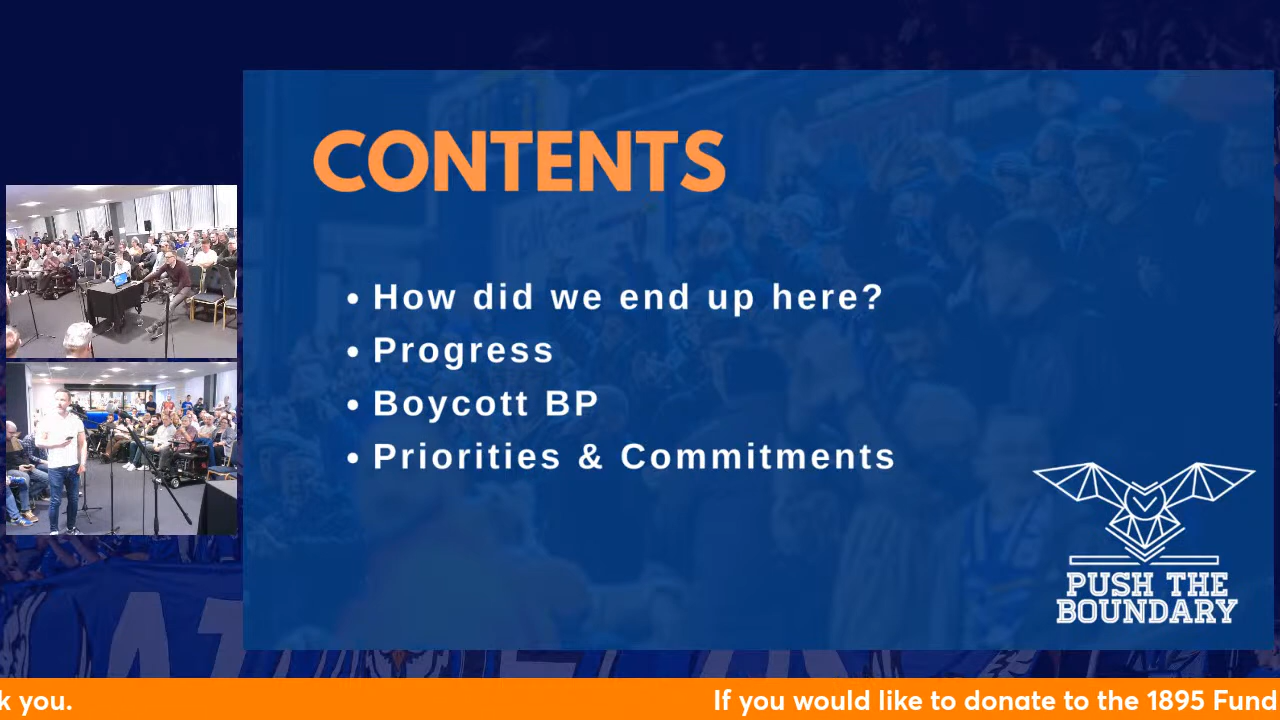 CONTENTS
• How did we end up here?
• Progress
• Boycott BP
• Priorities & Commitments
PUSH THE
BOUNDARY
k you. If you would like to donate to the 1895 Fund